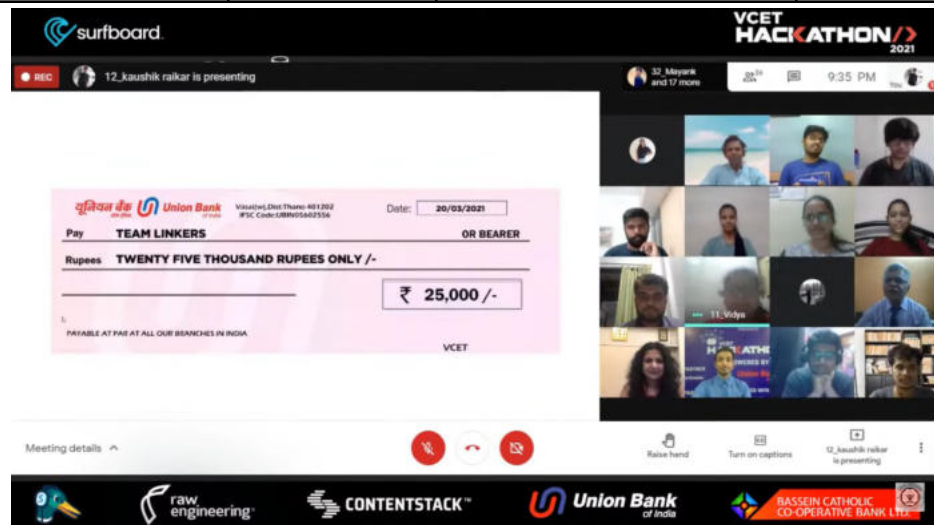 surfboard.
VCET
HACKATHON/>
2021
REC
12_kaushik raikar is presenting
32_Mayank
and 17 more
9:35 PM
You
यूनियन बैंक
Union Bank
of India
Vasai(w), Dist:Thane-401202
IFSC Code:UBIN05602556
Date: 20/03/2021
Pay TEAM LINKERS OR BEARER
Rupees TWENTY FIVE THOUSAND RUPEES ONLY /-
₹ 25,000 /-
PAYABLE AT PAR AT ALL OUR BRANCHES IN INDIA
VCET
11_Vidya
Meeting details
Raise hand
Turn on captions
12_kaushik raikar
is presenting
raw
engineering
CONTENTSTACK™
Union Bank
of India
BASSEIN CATHOLIC
CO-OPERATIVE BANK LTD.